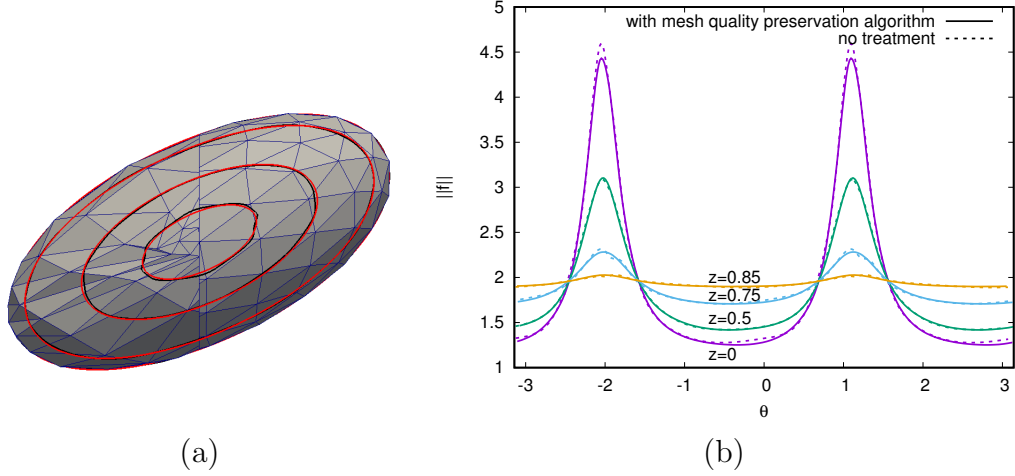 5
4.5
4
3.5
3
2.5
2
1.5
1
||f||
with mesh quality preservation algorithm
no treatment
z=0.85
z=0.75
z=0.5
z=0
-3 -2 -1 0 1 2 3
θ
(a) (b)